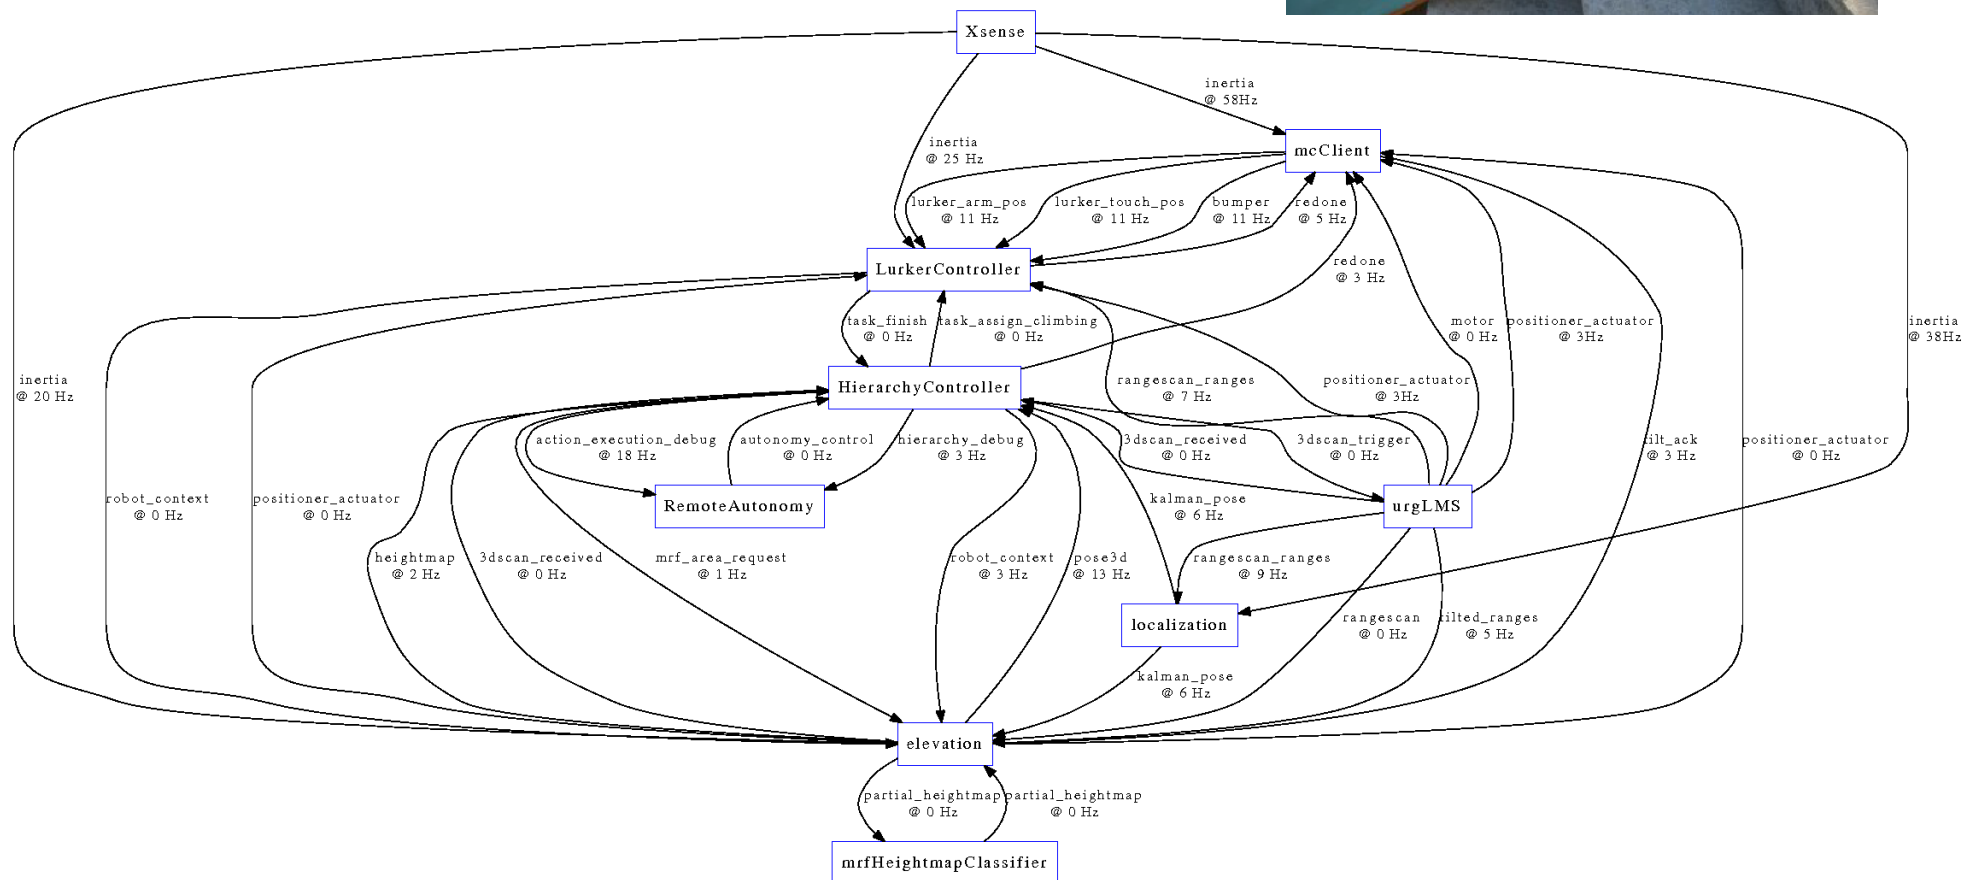 Xsense
inertia
@ 58Hz
mcClient
inertia
@ 25 Hz
lurker_arm_pos
@ 11 Hz
lurker_touch_pos
@ 11 Hz
bumper
@ 11 Hz
redone
@ 5 Hz
LurkerController
redone
@ 3 Hz
task_finish
@ 0 Hz
task_assign_climbing
@ 0 Hz
motor
@ 0 Hz
positioner_actuator
@ 3Hz
inertia
@ 38Hz
inertia
@ 20 Hz
HierarchyController
rangescan_ranges
@ 7 Hz
positioner_actuator
@ 3Hz
action_execution_debug
@ 18 Hz
autonomy_control
@ 0 Hz
hierarchy_debug
@ 3 Hz
3dscan_received
@ 0 Hz
3dscan_trigger
@ 0 Hz
tilt_ack
@ 3 Hz
positioner_actuator
@ 0 Hz
robot_context
@ 0 Hz
positioner_actuator
@ 0 Hz
RemoteAutonomy
kalman_pose
@ 6 Hz
urgLMS
heightmap
@ 2 Hz
3dscan_received
@ 0 Hz
mrf_area_request
@ 1 Hz
robot_context
@ 3 Hz
pose3d
@ 13 Hz
rangescan_ranges
@ 9 Hz
localization
rangescan
@ 0 Hz
tilted_ranges
@ 5 Hz
kalman_pose
@ 6 Hz
elevation
partial_heightmap
@ 0 Hz
partial_heightmap
@ 0 Hz
mrfHeightmapClassifier